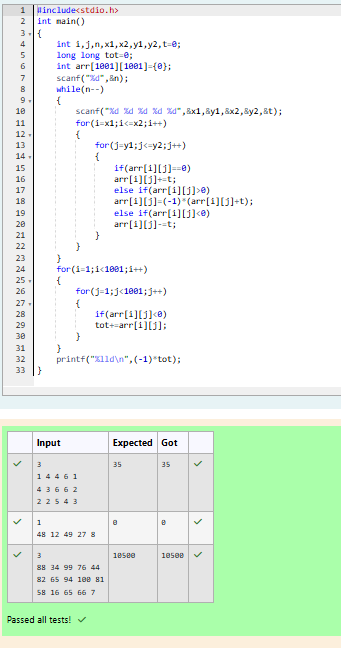 1 #include<stdio.h>
2 int main()
3 {
4 int i,j,n,x1,x2,y1,y2,t=0;
5 long long tot=0;
6 int arr[1001][1001]={0};
7 scanf("%d",&n);
8 while(n--)
9 {
10 scanf("%d %d %d %d %d",&x1,&y1,&x2,&y2,&t);
11 for(i=x1;i<=x2;i++)
12 {
13 for(j=y1;j<=y2;j++)
14 {
15 if(arr[i][j]==0)
16 arr[i][j]+=t;
17 else if(arr[i][j]>0)
18 arr[i][j]=(-1)*(arr[i][j]+t);
19 else if(arr[i][j]<0)
20 arr[i][j]-=t;
21 }
22 }
23 }
24 for(i=1;i<1001;i++)
25 {
26 for(j=1;j<1001;j++)
27 {
28 if(arr[i][j]<0)
29 tot+=arr[i][j];
30 }
31 }
32 printf("%lld\n",(-1)*tot);
33 }
Input Expected Got
3 35 35
1 4 4 6 1
4 3 6 6 2
2 2 5 4 3
1 0 0
48 12 49 27 8
3 10500 10500
88 34 99 76 44
82 65 94 100 81
58 16 65 66 7
Passed all tests!